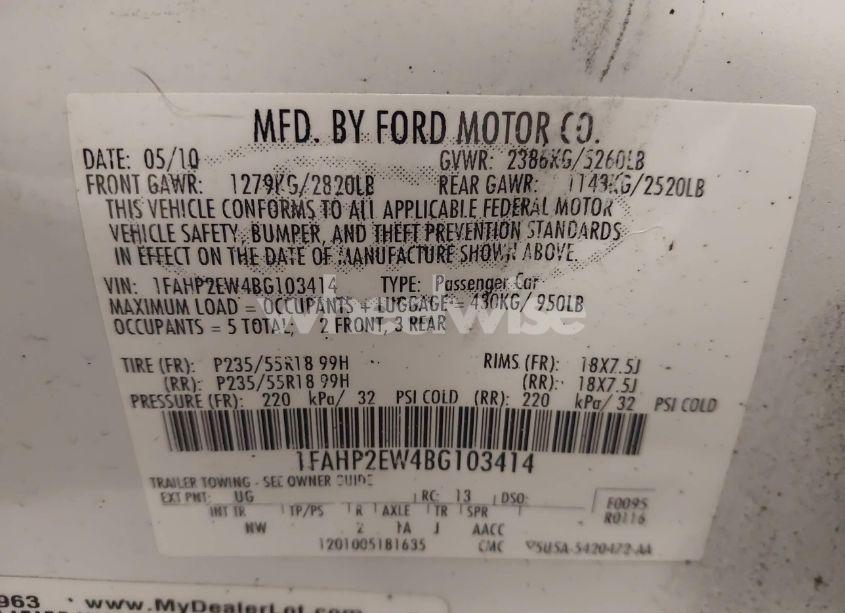 MFD. BY FORD MOTOR CO.
DATE: 05/10 GVWR: 2386KG/5260LB
FRONT GAWR: 1279KG/2820LB REAR GAWR: 1143KG/2520LB
THIS VEHICLE CONFORMS TO ALL APPLICABLE FEDERAL MOTOR
VEHICLE SAFETY, BUMPER, AND THEFT PREVENTION STANDARDS
IN EFFECT ON THE DATE OF MANUFACTURE SHOWN ABOVE.
VIN: 1FAHP2EW4BG103414 TYPE: Passenger Car
MAXIMUM LOAD = OCCUPANTS + LUGGAGE = 430KG/950LB
OCCUPANTS = 5 TOTAL; 2 FRONT, 3 REAR
wheelwise
TIRE (FR): P235/55R18 99H RIMS (FR): 18X7.5J
(RR): P235/55R18 99H (RR): 18X7.5J
PRESSURE (FR): 220 kPa/ 32 PSI COLD (RR): 220 kPa/ 32 PSI COLD
1FAHP2EW4BG103414
TRAILER TOWING - SEE OWNER GUIDE
EXT PNT: UG RC: 13 DSO: F0095
INT TR TP/PS R AXLE TR SPR R0116
NW 2 J AACC
1201005181635 CMC
963 www.MyDealerLot.com